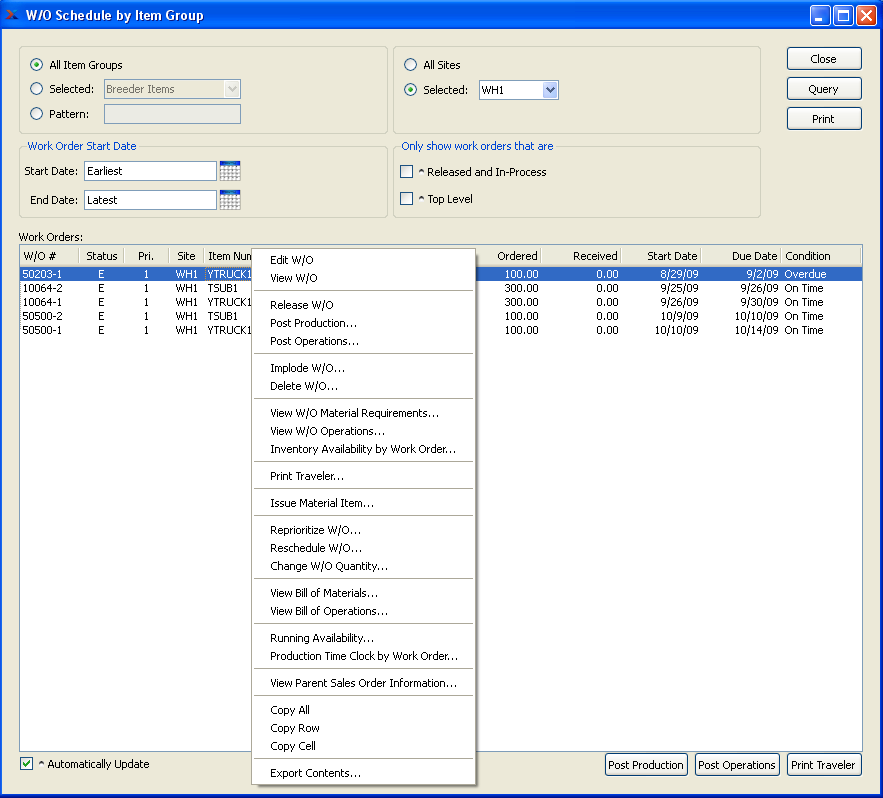 W/O Schedule by Item Group
All Item Groups
Selected: Breeder Items
Pattern:
All Sites
Selected: WH1
Close
Query
Print
Work Order Start Date
Start Date: Earliest
End Date: Latest
Only show work orders that are
^ Released and In-Process
^ Top Level
Work Orders:
W/O # Status Pri. Site Item Num Ordered Received Start Date Due Date Condition
50203-1 E 1 WH1 YTRUCK1 100.00 0.00 8/29/09 9/2/09 Overdue
10064-2 E 1 WH1 TSUB1 300.00 0.00 9/25/09 9/26/09 On Time
10064-1 E 1 WH1 YTRUCK1 300.00 0.00 9/26/09 9/30/09 On Time
50500-2 E 1 WH1 TSUB1 100.00 0.00 10/9/09 10/10/09 On Time
50500-1 E 1 WH1 YTRUCK1 100.00 0.00 10/10/09 10/14/09 On Time
Edit W/O
View W/O
Release W/O
Post Production...
Post Operations...
Implode W/O...
Delete W/O...
View W/O Material Requirements...
View W/O Operations...
Inventory Availability by Work Order...
Print Traveler...
Issue Material Item...
Reprioritize W/O...
Reschedule W/O...
Change W/O Quantity...
View Bill of Materials...
View Bill of Operations...
Running Availability...
Production Time Clock by Work Order...
View Parent Sales Order Information...
Copy All
Copy Row
Copy Cell
Export Contents...
^ Automatically Update
Post Production
Post Operations
Print Traveler